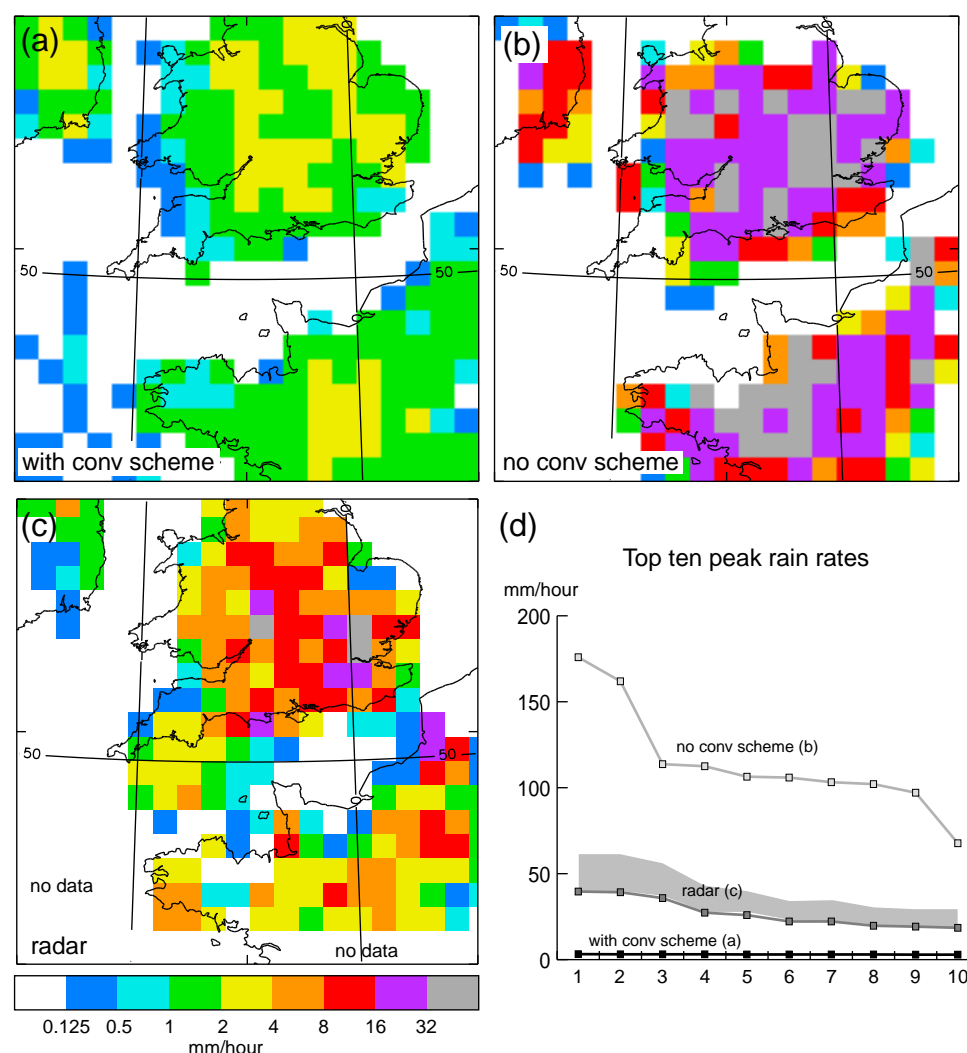 (a)
50
50
with conv scheme
(b)
50
50
no conv scheme
(c)
50
50
no data
radar
no data
0.125 0.5 1 2 4 8 16 32
mm/hour
(d)
Top ten peak rain rates
mm/hour
200
150
100
50
0
no conv scheme (b)
radar (c)
with conv scheme (a)
1 2 3 4 5 6 7 8 9 10